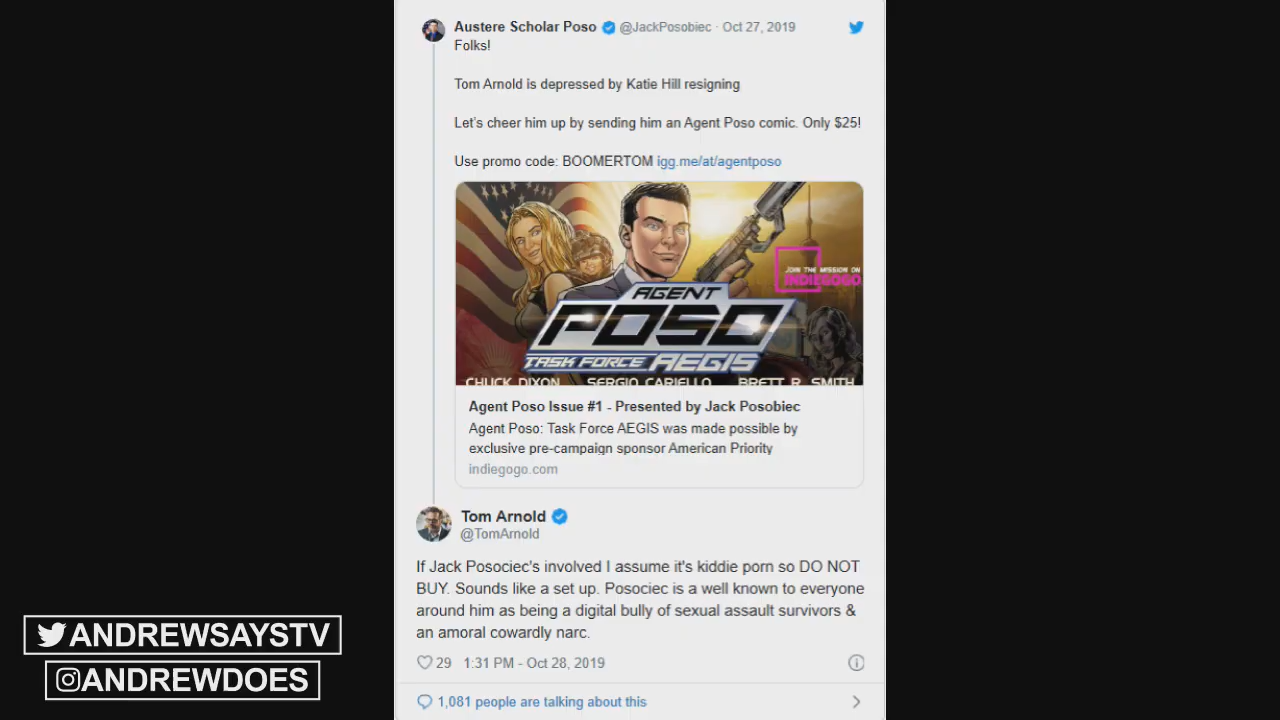 Austere Scholar Poso @JackPosobiec · Oct 27, 2019
Folks!
Tom Arnold is depressed by Katie Hill resigning
Let's cheer him up by sending him an Agent Poso comic. Only $25!
Use promo code: BOOMERTOM igg.me/at/agentposo
JOIN THE MISSION ON
INDIEGOGO
AGENT
POSO
TASK FORCE AEGIS
CHUCK DIXON SERGIO CARIELLO BRETT R. SMITH
Agent Poso Issue #1 - Presented by Jack Posobiec
Agent Poso: Task Force AEGIS was made possible by
exclusive pre-campaign sponsor American Priority
indiegogo.com
Tom Arnold
@TomArnold
If Jack Posociec's involved I assume it's kiddie porn so DO NOT
BUY. Sounds like a set up. Posociec is a well known to everyone
around him as being a digital bully of sexual assault survivors &
an amoral cowardly narc.
29 1:31 PM - Oct 28, 2019
1,081 people are talking about this
ANDREWSAYSTV
ANDREWDOES